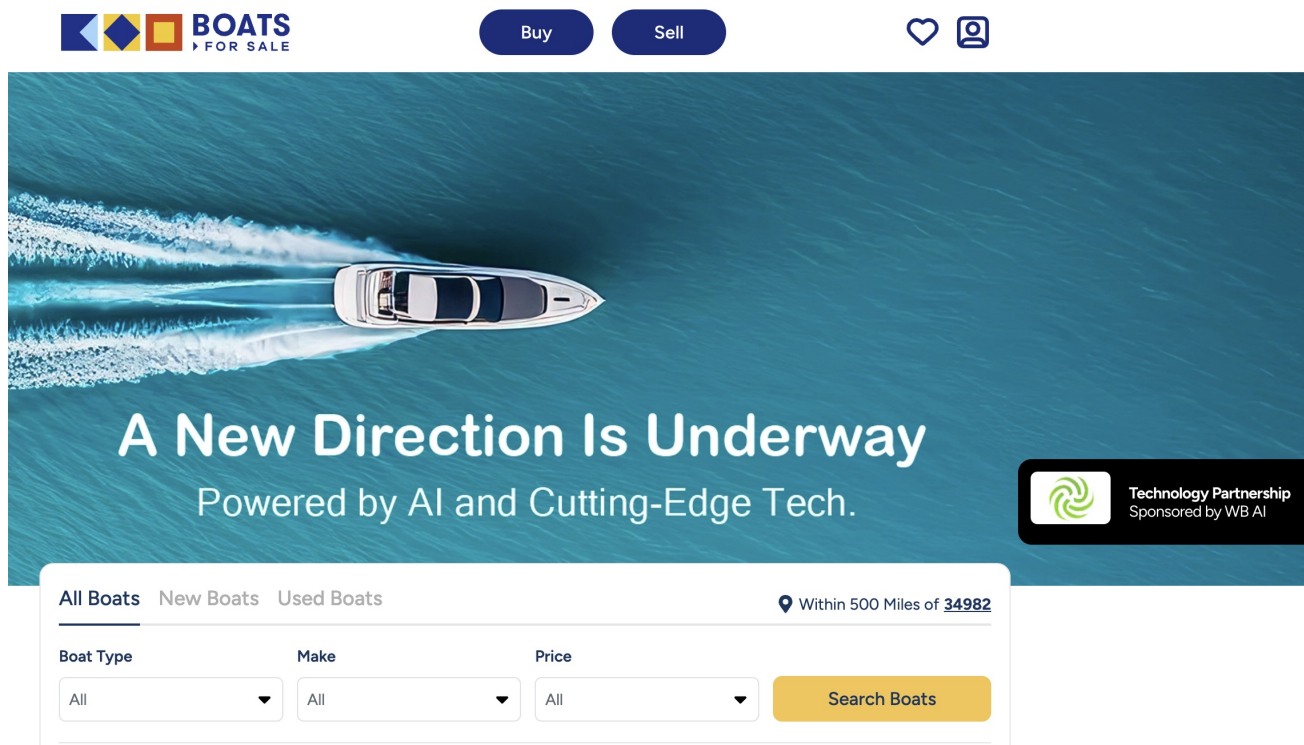 BOATS
FOR SALE
Buy
Sell
A New Direction Is Underway
Powered by AI and Cutting-Edge Tech.
Technology Partnership
Sponsored by WB AI
All Boats New Boats Used Boats
Within 500 Miles of 34982
Boat Type
Make
Price
All
All
All
Search Boats